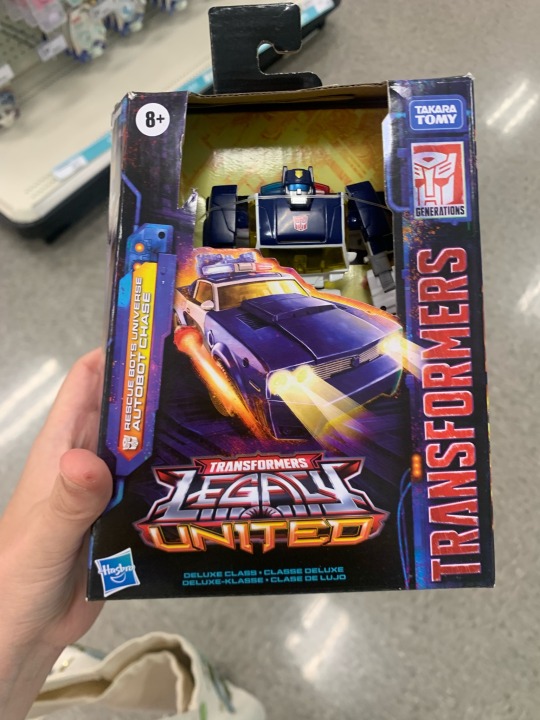 8+
TAKARA
TOMY
GENERATIONS
TRANSFORMERS
RESCUE BOTS UNIVERSE
AUTOBOT CHASE
TRANSFORMERS
LEGACY
UNITED
Hasbro
DELUXE CLASS • CLASSE DELUXE
DELUXE-KLASSE • CLASE DE LUJO